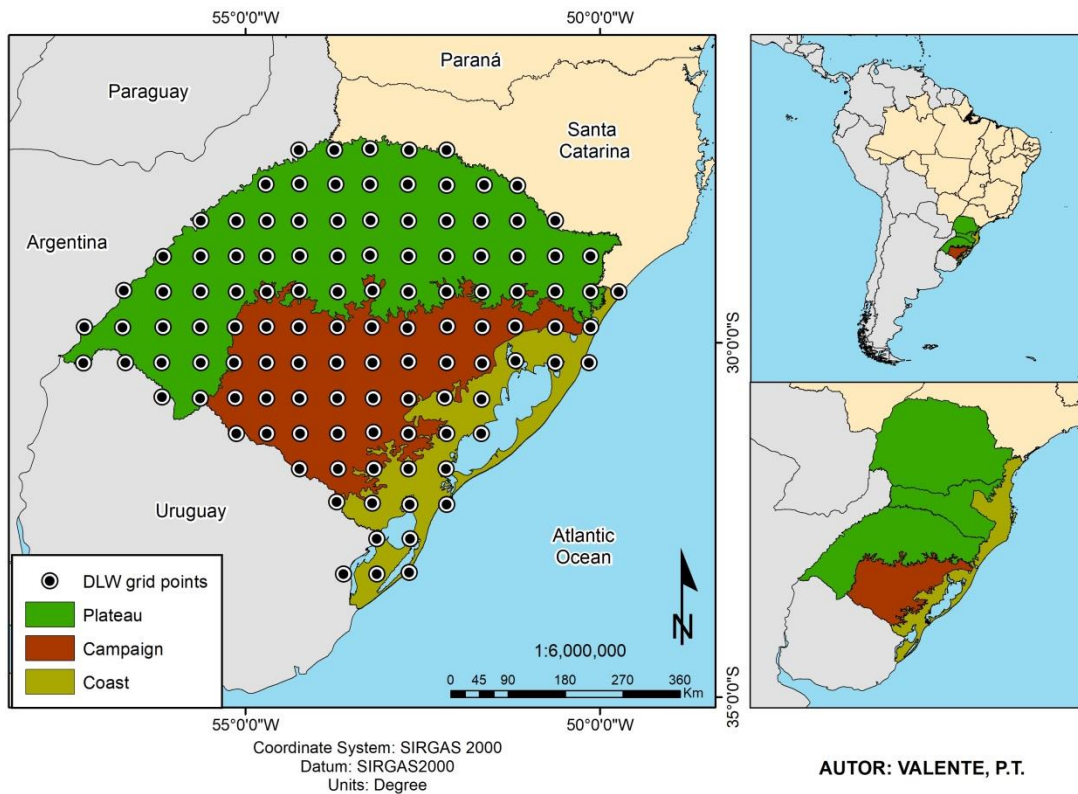 55°0'0"W
50°0'0"W
Paraná
Paraguay
Santa
Catarina
Argentina
30°0'0"S
Uruguay
Atlantic
Ocean
DLW grid points
Plateau
Campaign
Coast
N
1:6,000,000
0 45 90 180 270 360
Km
35°0'0"S
55°0'0"W
50°0'0"W
Coordinate System: SIRGAS 2000
Datum: SIRGAS2000
Units: Degree
AUTOR: VALENTE, P.T.